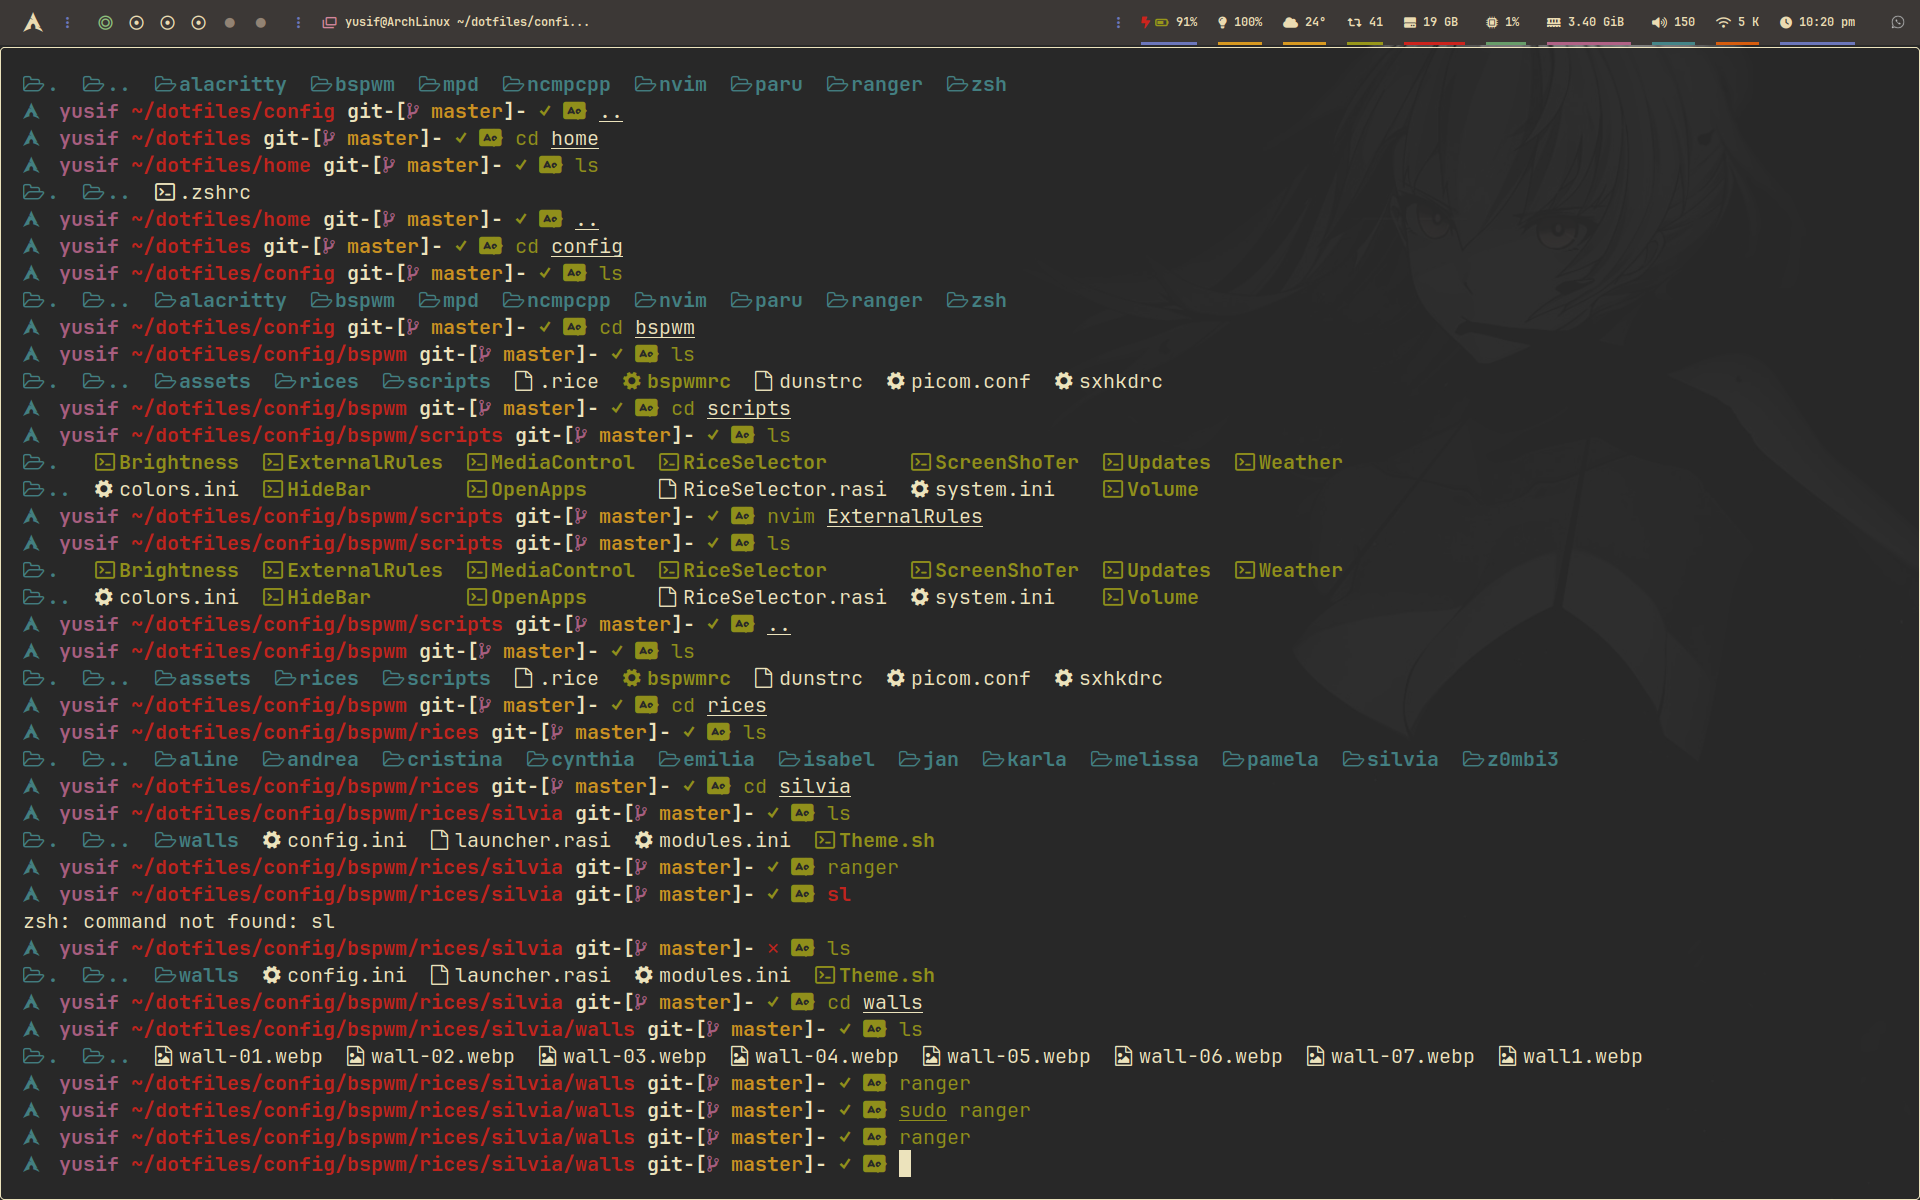 yusif@ArchLinux ~/dotfiles/confi... 91% 100% 24° 41 19 GB 1% 3.40 GiB 150 5 K 10:20 pm
. .. alacritty bspwm mpd ncmpcpp nvim paru ranger zsh
yusif ~/dotfiles/config git-[ master]- ✓ ..
yusif ~/dotfiles git-[ master]- ✓ cd home
yusif ~/dotfiles/home git-[ master]- ✓ ls
. .. .zshrc
yusif ~/dotfiles/home git-[ master]- ✓ ..
yusif ~/dotfiles git-[ master]- ✓ cd config
yusif ~/dotfiles/config git-[ master]- ✓ ls
. .. alacritty bspwm mpd ncmpcpp nvim paru ranger zsh
yusif ~/dotfiles/config git-[ master]- ✓ cd bspwm
yusif ~/dotfiles/config/bspwm git-[ master]- ✓ ls
. .. assets rices scripts .rice bspwmrc dunstrc picom.conf sxhkdrc
yusif ~/dotfiles/config/bspwm git-[ master]- ✓ cd scripts
yusif ~/dotfiles/config/bspwm/scripts git-[ master]- ✓ ls
. Brightness ExternalRules MediaControl RiceSelector ScreenShoTer Updates Weather
.. colors.ini HideBar OpenApps RiceSelector.rasi system.ini Volume
yusif ~/dotfiles/config/bspwm/scripts git-[ master]- ✓ nvim ExternalRules
yusif ~/dotfiles/config/bspwm/scripts git-[ master]- ✓ ls
. Brightness ExternalRules MediaControl RiceSelector ScreenShoTer Updates Weather
.. colors.ini HideBar OpenApps RiceSelector.rasi system.ini Volume
yusif ~/dotfiles/config/bspwm/scripts git-[ master]- ✓ ..
yusif ~/dotfiles/config/bspwm git-[ master]- ✓ ls
. .. assets rices scripts .rice bspwmrc dunstrc picom.conf sxhkdrc
yusif ~/dotfiles/config/bspwm git-[ master]- ✓ cd rices
yusif ~/dotfiles/config/bspwm/rices git-[ master]- ✓ ls
. .. aline andrea cristina cynthia emilia isabel jan karla melissa pamela silvia z0mbi3
yusif ~/dotfiles/config/bspwm/rices git-[ master]- ✓ cd silvia
yusif ~/dotfiles/config/bspwm/rices/silvia git-[ master]- ✓ ls
. .. walls config.ini launcher.rasi modules.ini Theme.sh
yusif ~/dotfiles/config/bspwm/rices/silvia git-[ master]- ✓ ranger
yusif ~/dotfiles/config/bspwm/rices/silvia git-[ master]- ✓ sl
zsh: command not found: sl
yusif ~/dotfiles/config/bspwm/rices/silvia git-[ master]- ✕ ls
. .. walls config.ini launcher.rasi modules.ini Theme.sh
yusif ~/dotfiles/config/bspwm/rices/silvia git-[ master]- ✓ cd walls
yusif ~/dotfiles/config/bspwm/rices/silvia/walls git-[ master]- ✓ ls
. .. wall-01.webp wall-02.webp wall-03.webp wall-04.webp wall-05.webp wall-06.webp wall-07.webp wall1.webp
yusif ~/dotfiles/config/bspwm/rices/silvia/walls git-[ master]- ✓ ranger
yusif ~/dotfiles/config/bspwm/rices/silvia/walls git-[ master]- ✓ sudo ranger
yusif ~/dotfiles/config/bspwm/rices/silvia/walls git-[ master]- ✓ ranger
yusif ~/dotfiles/config/bspwm/rices/silvia/walls git-[ master]- ✓